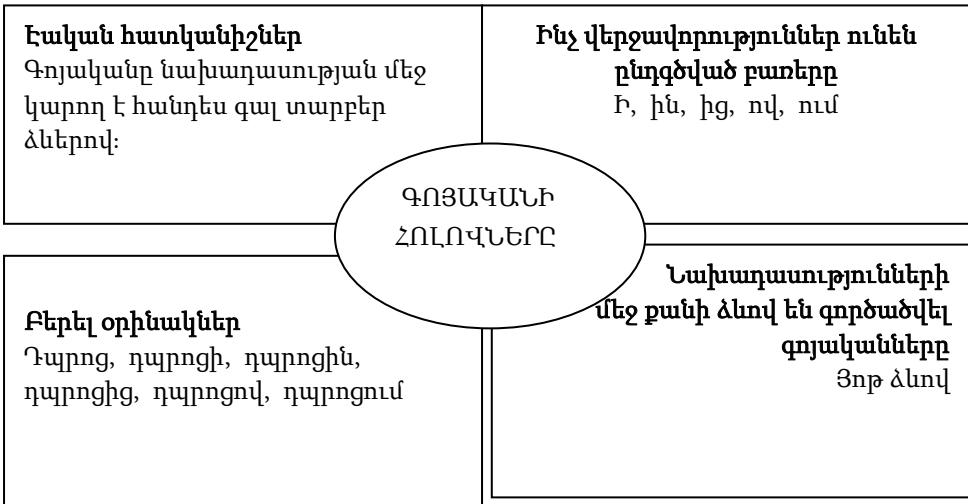 Էական հատկանիշներ
Գոյականը նախադասության մեջ
կարող է հանդես գալ տարբեր
ձևերով։
Ինչ վերջավորություններ ունեն
ընդգծված բառերը
Ի, ին, ից, ով, ում
ԳՈՅԱԿԱՆԻ
ՀՈԼՈՎՆԵՐԸ
Բերել օրինակներ
Դպրոց, դպրոցի, դպրոցին,
դպրոցից, դպրոցով, դպրոցում
Նախադասությունների
մեջ քանի ձևով են գործածվել
գոյականները
Յոթ ձևով